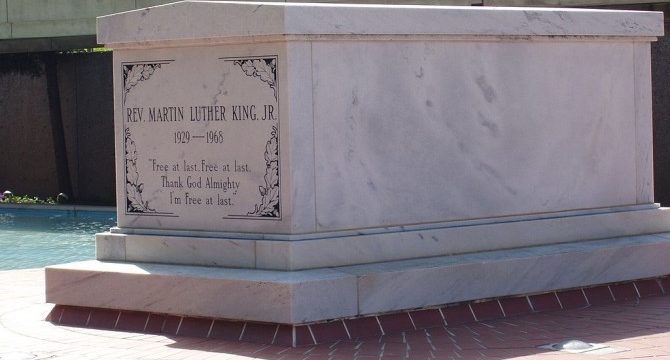 REV. MARTIN LUTHER KING, JR.
1929—1968
"Free at last, Free at last,
Thank God Almighty
I'm Free at last."